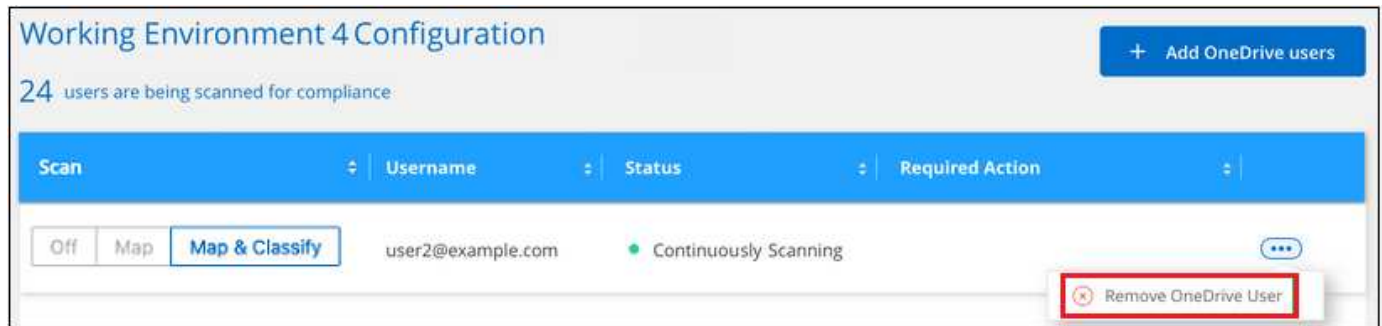 Working Environment 4 Configuration
+ Add OneDrive users
24 users are being scanned for compliance
Scan Username Status Required Action
Off Map Map & Classify user2@example.com Continuously Scanning
Remove OneDrive User